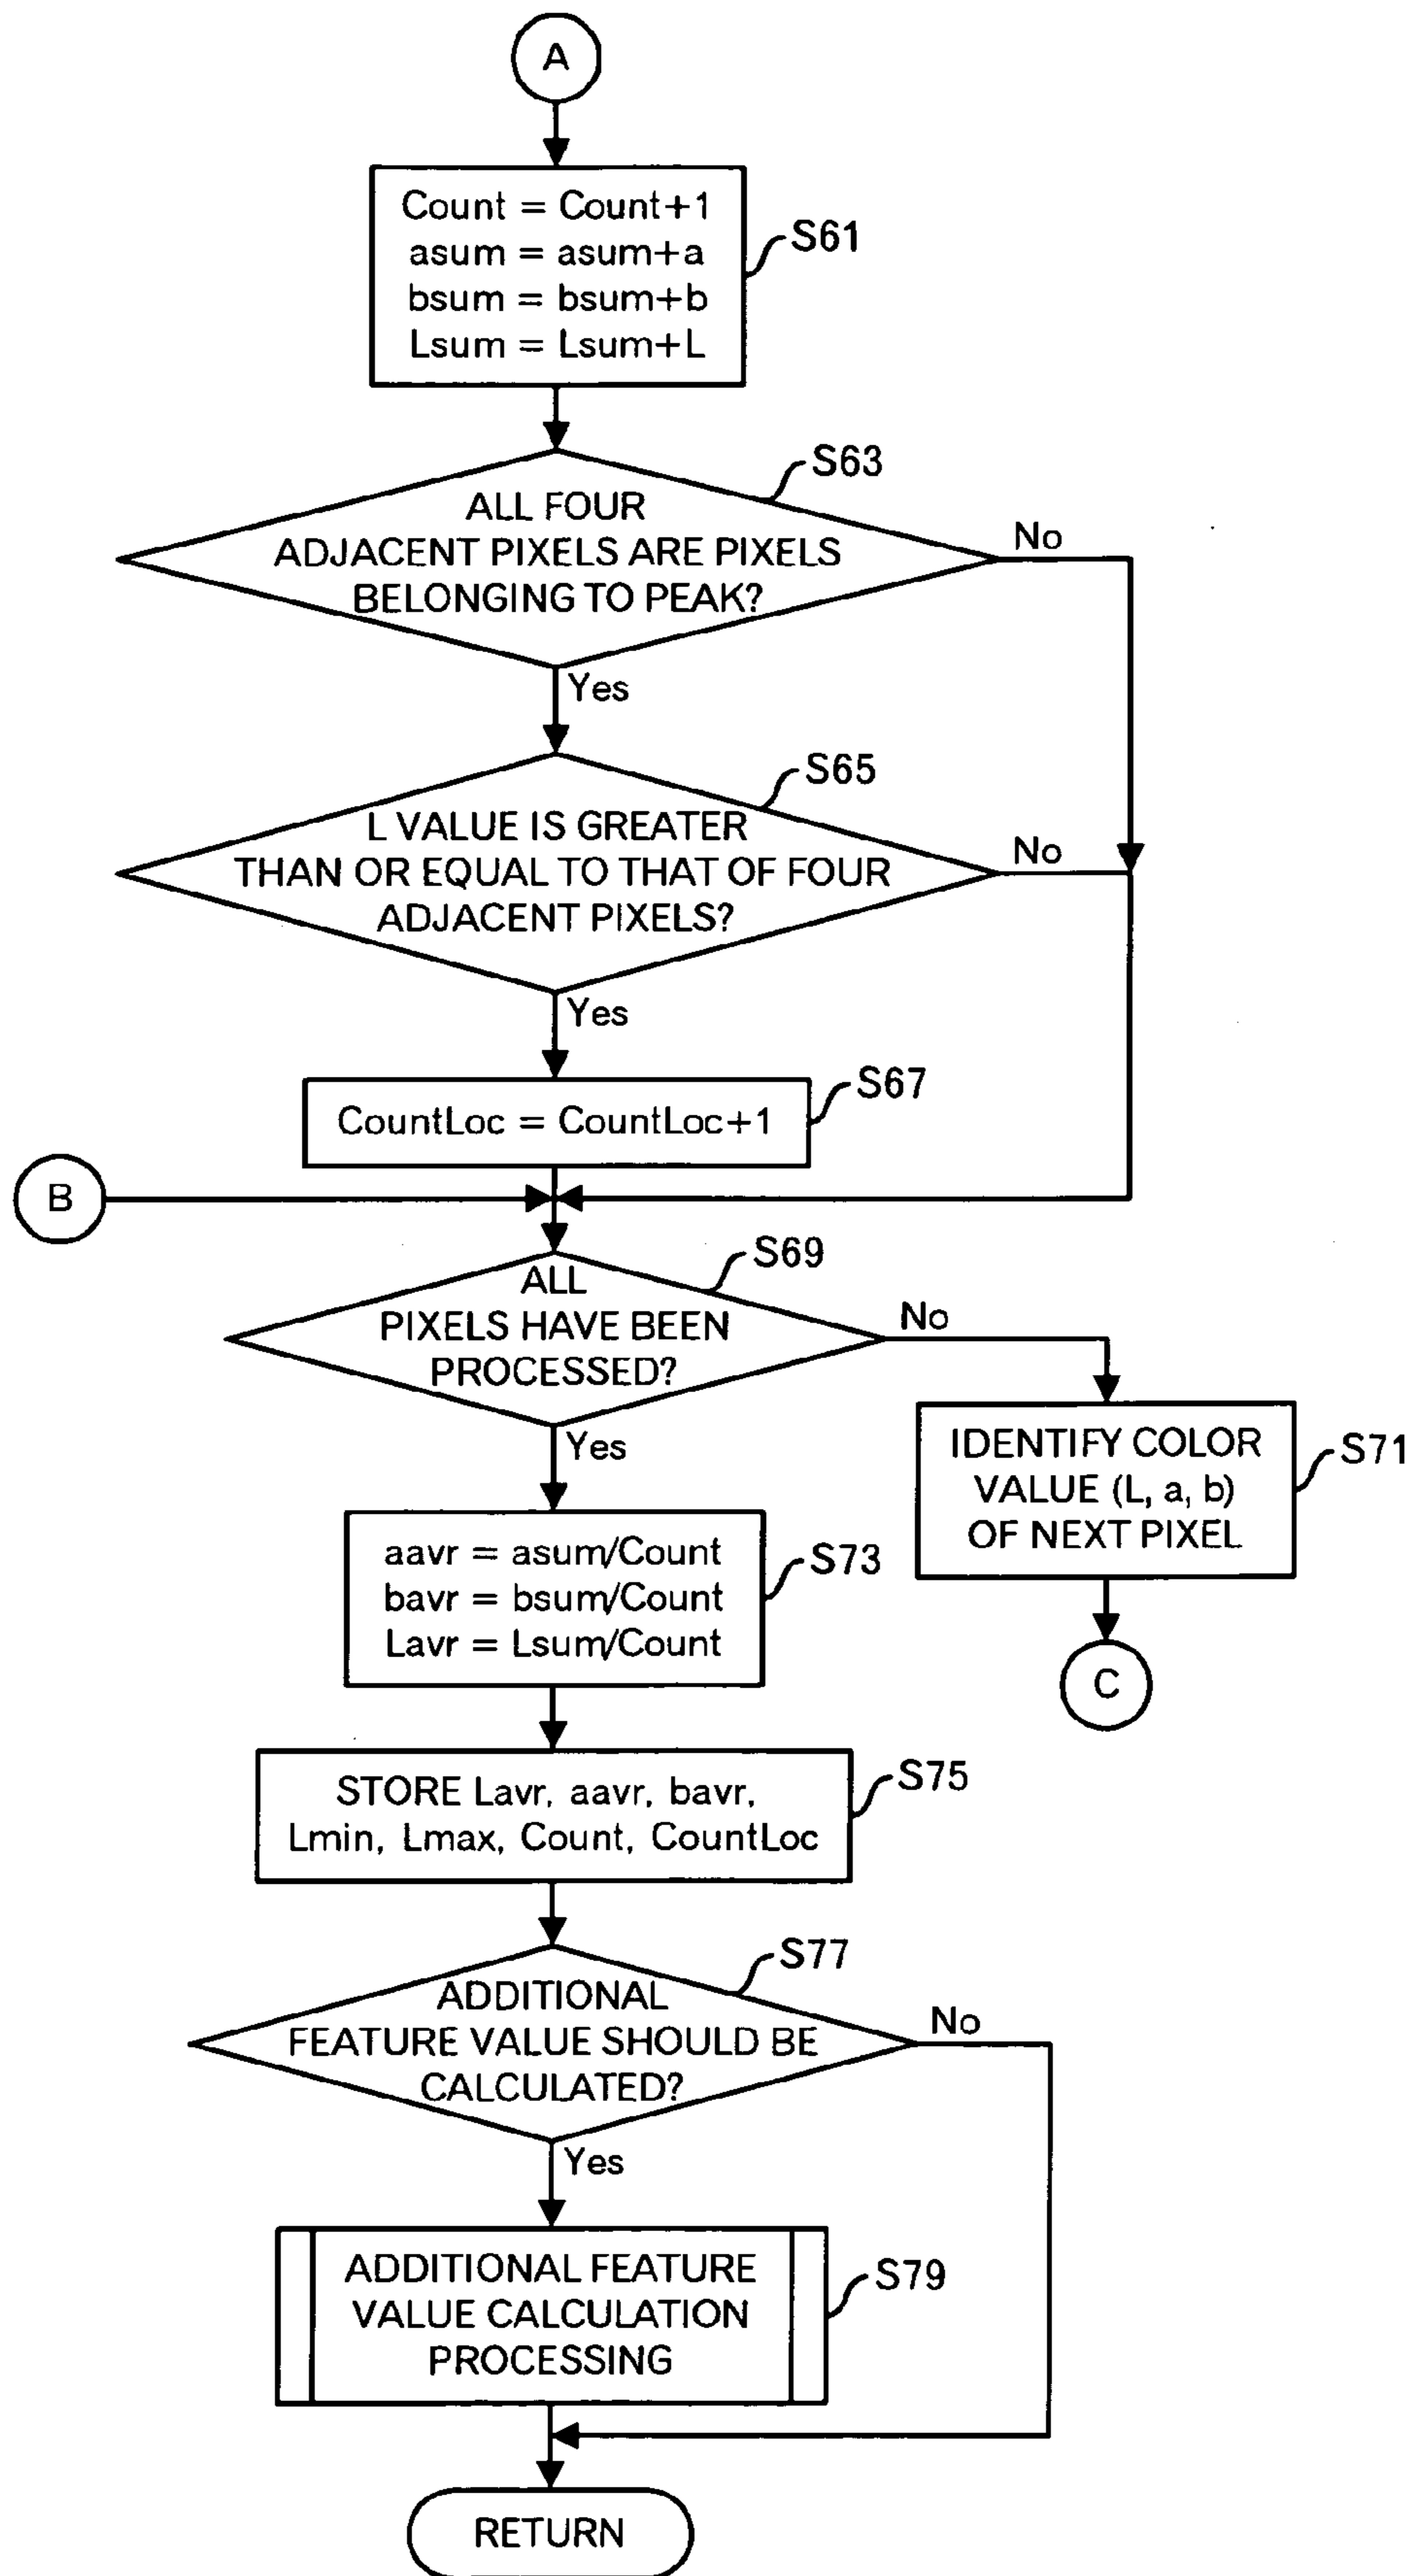 A
Count = Count+1
asum = asum+a
bsum = bsum+b
Lsum = Lsum+L
S61
S63
ALL FOUR
ADJACENT PIXELS ARE PIXELS
BELONGING TO PEAK?
No
Yes
S65
L VALUE IS GREATER
THAN OR EQUAL TO THAT OF FOUR
ADJACENT PIXELS?
No
Yes
S67
CountLoc = CountLoc+1
B
S69
ALL
PIXELS HAVE BEEN
PROCESSED?
No
Yes
IDENTIFY COLOR
VALUE (L, a, b)
OF NEXT PIXEL
S71
C
aavr = asum/Count
bavr = bsum/Count
Lavr = Lsum/Count
S73
STORE Lavr, aavr, bavr,
Lmin, Lmax, Count, CountLoc
S75
S77
ADDITIONAL
FEATURE VALUE SHOULD BE
CALCULATED?
No
Yes
ADDITIONAL FEATURE
VALUE CALCULATION
PROCESSING
S79
RETURN